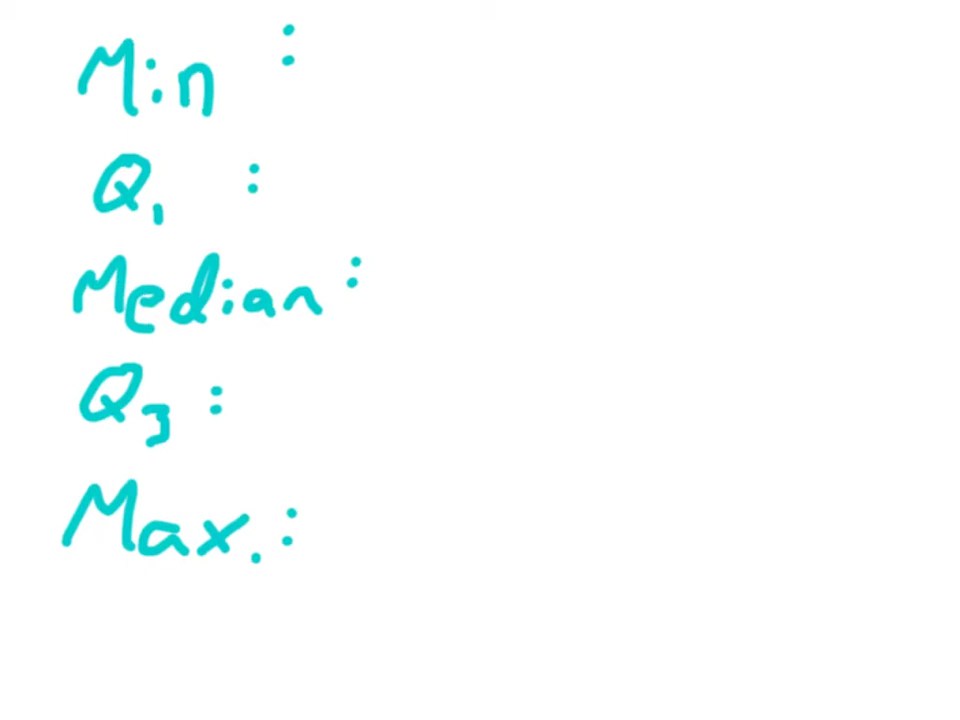 Min :
Q₁ :
Median :
Q₃ :
Max. :